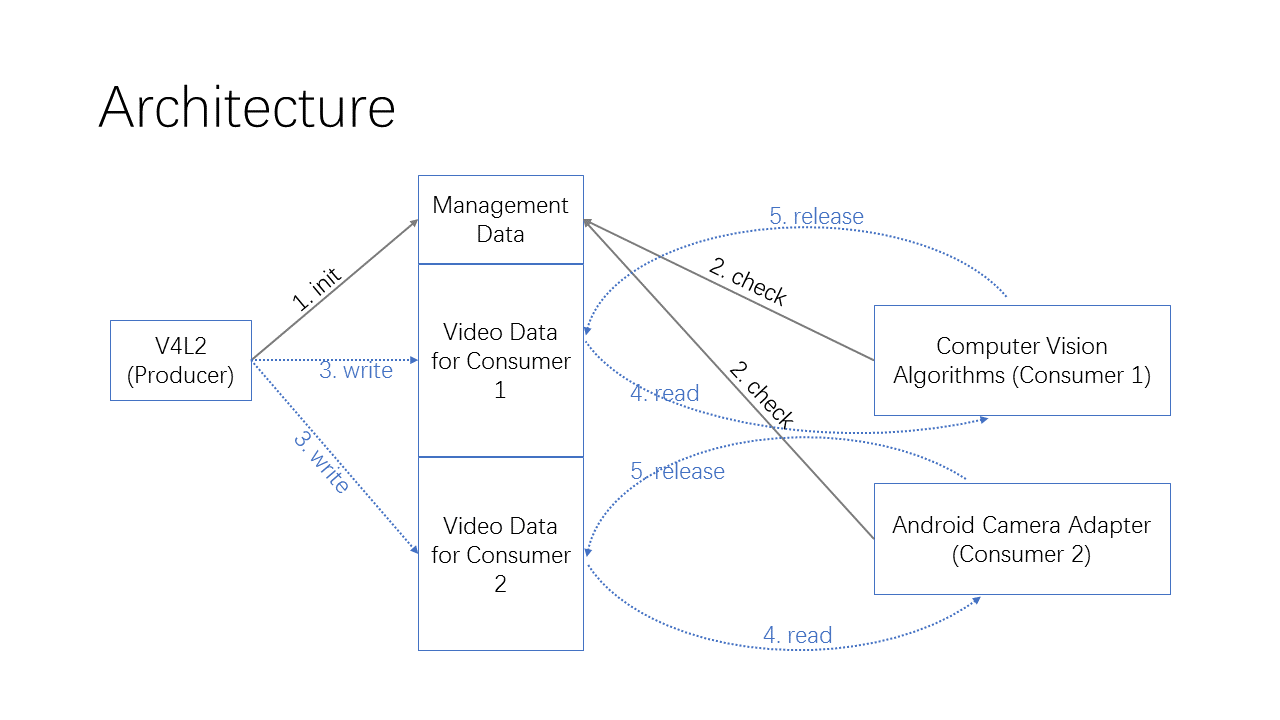 Architecture
Management
Data
5. release
2. check
1. init
V4L2
(Producer)
3. write
Video Data
for Consumer
1
Computer Vision
Algorithms (Consumer 1)
2. check
4. read
3. write
5. release
Video Data
for Consumer
2
Android Camera Adapter
(Consumer 2)
4. read